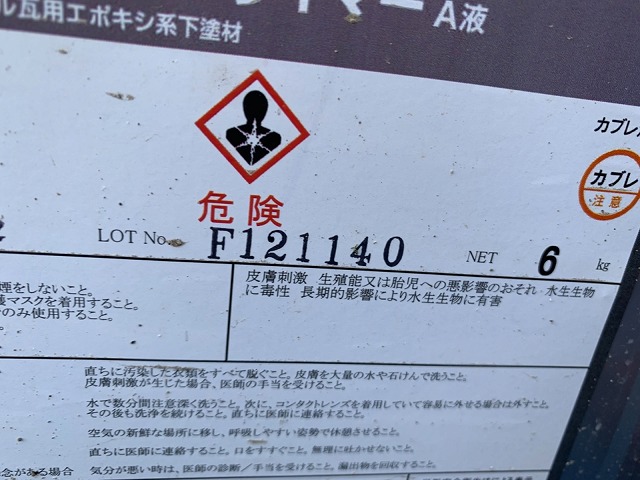 ル瓦用エポキシ系下塗材
A液
カブレ
カブレ
注意
危険
LOT No. F121140 NET 6 kg
煙をしないこと。
護マスクを着用すること。
のみ使用すること。
皮膚刺激 生殖能又は胎児への悪影響のおそれ 水生生物
に毒性 長期的影響により水生生物に有害
直ちに汚染した衣類をすべて脱ぐこと。皮膚を大量の水や石けんで洗うこと。
皮膚刺激が生じた場合、医師の手当を受けること。
水で数分間注意深く洗うこと。次に、コンタクトレンズを着用していて容易に外せる場合は外すこと。
その後も洗浄を続けること。直ちに医師に連絡すること。
空気の新鮮な場所に移し、呼吸しやすい姿勢で休憩させること。
直ちに医師に連絡すること。口をすすぐこと。無理に吐かせないこと。
念がある場合 気分が悪い時は、医師の診断／手当を受けること。漏出物を回収すること。